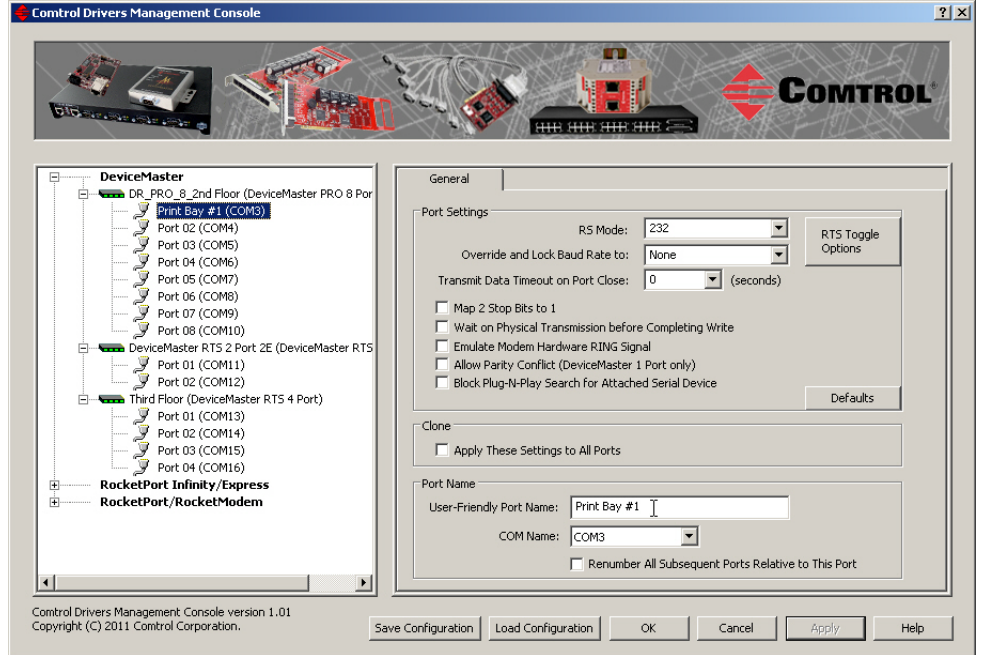 Comtrol Drivers Management Console
COMTROL
DeviceMaster
DR_PRO_8_2nd Floor (DeviceMaster PRO 8 Por
Print Bay #1 (COM3)
Port 02 (COM4)
Port 03 (COM5)
Port 04 (COM6)
Port 05 (COM7)
Port 06 (COM8)
Port 07 (COM9)
Port 08 (COM10)
DeviceMaster RTS 2 Port 2E (DeviceMaster RTS
Port 01 (COM11)
Port 02 (COM12)
Third Floor (DeviceMaster RTS 4 Port)
Port 01 (COM13)
Port 02 (COM14)
Port 03 (COM15)
Port 04 (COM16)
RocketPort Infinity/Express
RocketPort/RocketModem
General
Port Settings
RS Mode: 232
RTS Toggle
Options
Override and Lock Baud Rate to: None
Transmit Data Timeout on Port Close: 0 (seconds)
Map 2 Stop Bits to 1
Wait on Physical Transmission before Completing Write
Emulate Modem Hardware RING Signal
Allow Parity Conflict (DeviceMaster 1 Port only)
Block Plug-N-Play Search for Attached Serial Device
Defaults
Clone
Apply These Settings to All Ports
Port Name
User-Friendly Port Name: Print Bay #1
COM Name: COM3
Renumber All Subsequent Ports Relative to This Port
Comtrol Drivers Management Console version 1.01
Copyright (C) 2011 Comtrol Corporation.
Save Configuration Load Configuration OK Cancel Apply Help